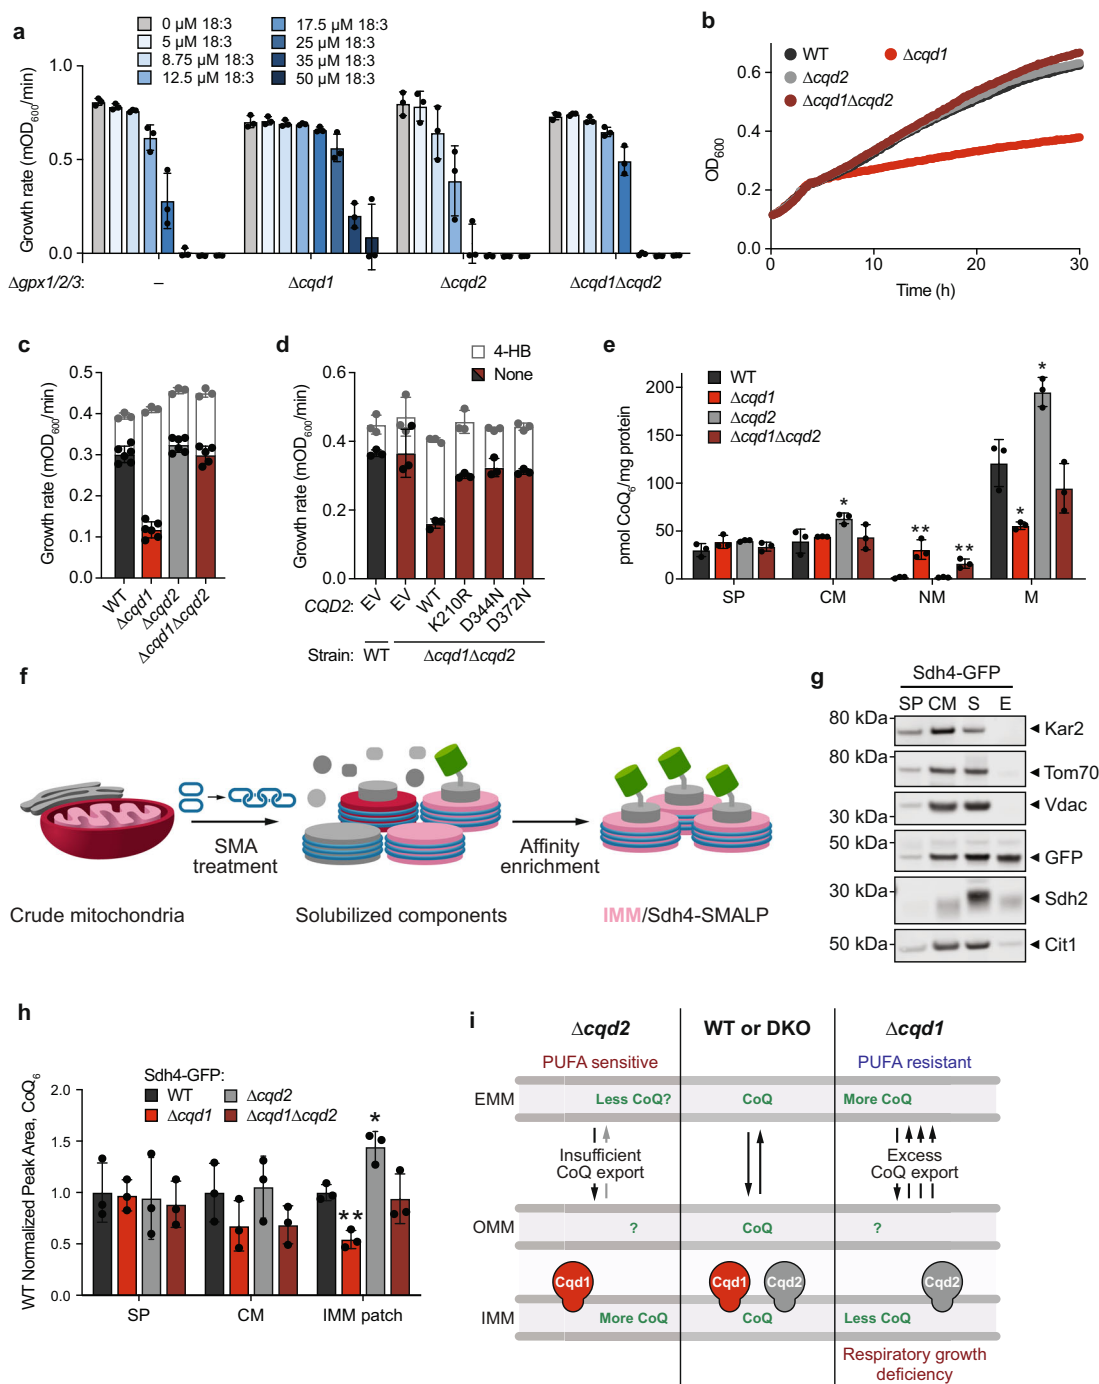 a
0 µM 18:3
5 µM 18:3
8.75 µM 18:3
12.5 µM 18:3
17.5 µM 18:3
25 µM 18:3
35 µM 18:3
50 µM 18:3
Growth rate (mOD600/min)
1.0
0.5
0.0
Δgpx1/2/3:
–
Δcqd1
Δcqd2
Δcqd1Δcqd2
b
WT
Δcqd2
Δcqd1Δcqd2
Δcqd1
OD600
0.6
0.4
0.2
0.0
0
10
20
30
Time (h)
c
Growth rate (mOD600/min)
0.5
0.4
0.3
0.2
0.1
0.0
WT
Δcqd1
Δcqd2
Δcqd1Δcqd2
d
4-HB
None
Growth rate (mOD600/min)
0.6
0.4
0.2
0.0
CQD2:
EV
EV
WT
K210R
D344N
D372N
Strain:
WT
Δcqd1Δcqd2
e
WT
Δcqd1
Δcqd2
Δcqd1Δcqd2
pmol CoQ6/mg protein
200
150
100
50
0
*
**
**
*
*
SP
CM
NM
M
f
SMA
treatment
Affinity
enrichment
Crude mitochondria
Solubilized components
IMM/Sdh4-SMALP
g
Sdh4-GFP
SP CM S E
80 kDa
Kar2
80 kDa
Tom70
Vdac
30 kDa
50 kDa
GFP
30 kDa
Sdh2
50 kDa
Cit1
h
Sdh4-GFP:
WT
Δcqd1
Δcqd2
Δcqd1Δcqd2
WT Normalized Peak Area, CoQ6
2.0
1.5
1.0
0.5
0.0
**
*
SP
CM
IMM patch
i
Δcqd2
WT or DKO
Δcqd1
PUFA sensitive
PUFA resistant
EMM
Less CoQ?
CoQ
More CoQ
Insufficient
CoQ export
Excess
CoQ export
OMM
?
CoQ
?
Cqd1
Cqd1
Cqd2
Cqd2
IMM
More CoQ
CoQ
Less CoQ
Respiratory growth
deficiency